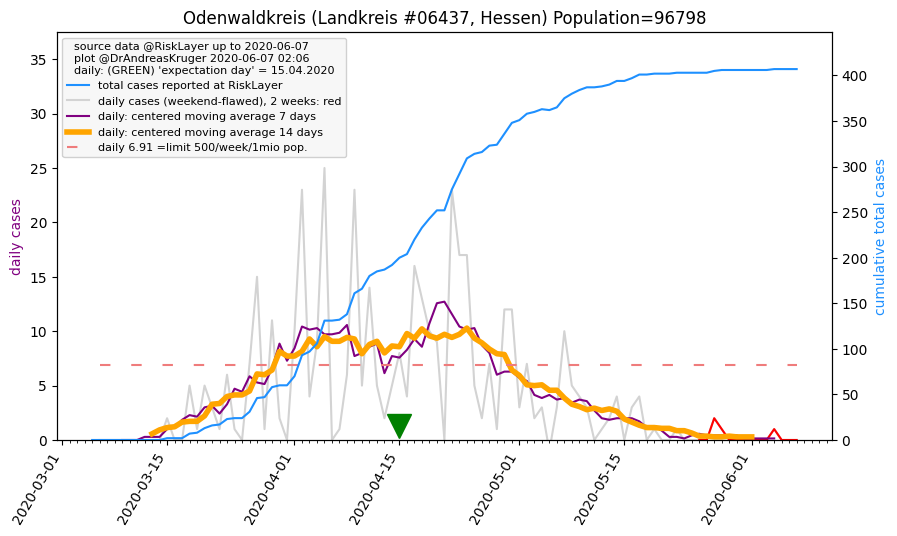 Odenwaldkreis (Landkreis #06437, Hessen) Population=96798
source data @RiskLayer up to 2020-06-07
plot @DrAndreasKruger 2020-06-07 02:06
daily: (GREEN) 'expectation day' = 15.04.2020
total cases reported at RiskLayer
daily cases (weekend-flawed), 2 weeks: red
daily: centered moving average 7 days
daily: centered moving average 14 days
daily 6.91 =limit 500/week/1mio pop.
daily cases
35
30
25
20
15
10
5
0
cumulative total cases
400
350
300
250
200
150
100
50
0
2020-03-01
2020-03-15
2020-04-01
2020-04-15
2020-05-01
2020-05-15
2020-06-01